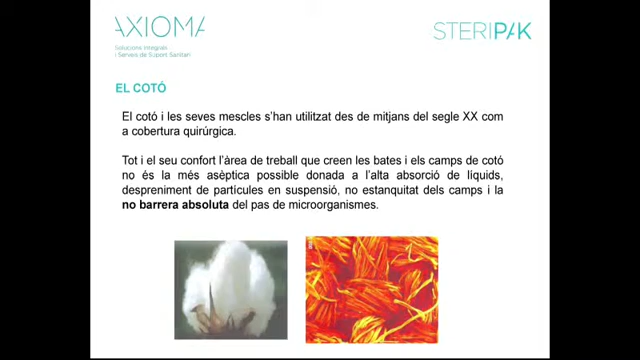 AXIOMA
Solucions Integrals
i Serveis de Suport Sanitari
STERIPAK
EL COTÓ
El cotó i les seves mescles s'han utilitzat des de mitjans del segle XX com
a cobertura quirúrgica.
Tot i el seu confort l'àrea de treball que creen les bates i els camps de cotó
no és la més asèptica possible donada a l'alta absorció de líquids,
despreniment de partícules en suspensió, no estanquitat dels camps i la
no barrera absoluta del pas de microorganismes.